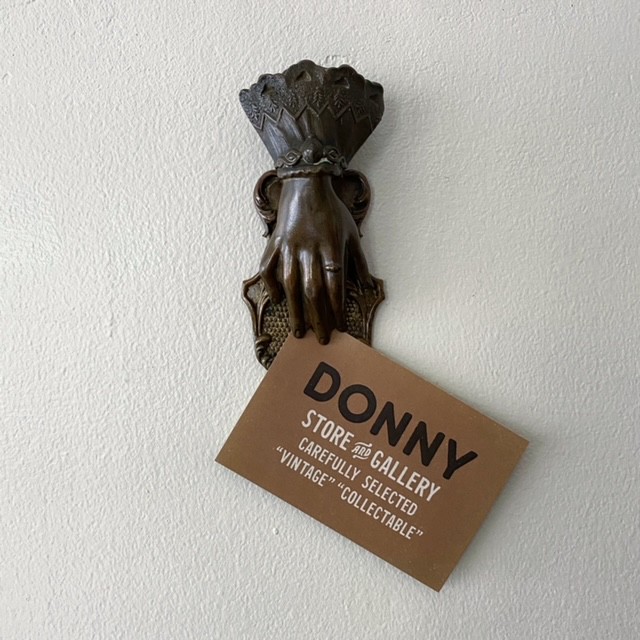 DONNY
STORE AND GALLERY
CAREFULLY SELECTED
“VINTAGE” “COLLECTABLE”